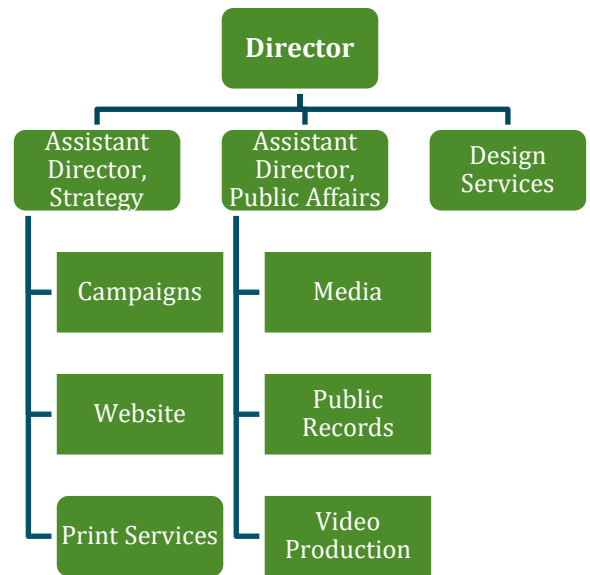 Director
Assistant
Director,
Strategy
Assistant
Director,
Public Affairs
Design
Services
Campaigns
Media
Website
Public
Records
Print Services
Video
Production